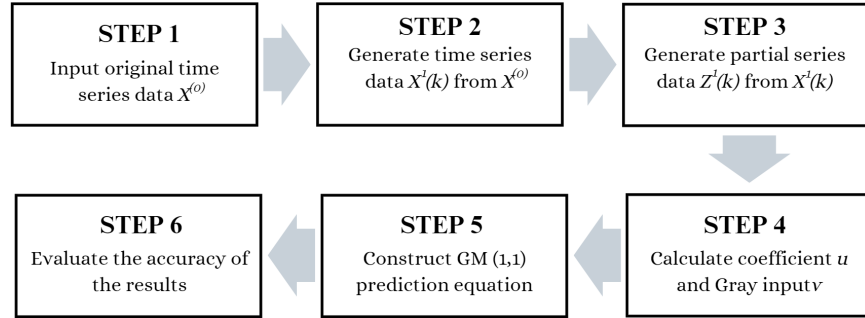 STEP 1
Input original time
series data X⁽⁰⁾
STEP 2
Generate time series
data X¹(k) from X⁽⁰⁾
STEP 3
Generate partial series
data Z¹(k) from X¹(k)
STEP 4
Calculate coefficient u
and Gray inputv
STEP 5
Construct GM (1,1)
prediction equation
STEP 6
Evaluate the accuracy of
the results